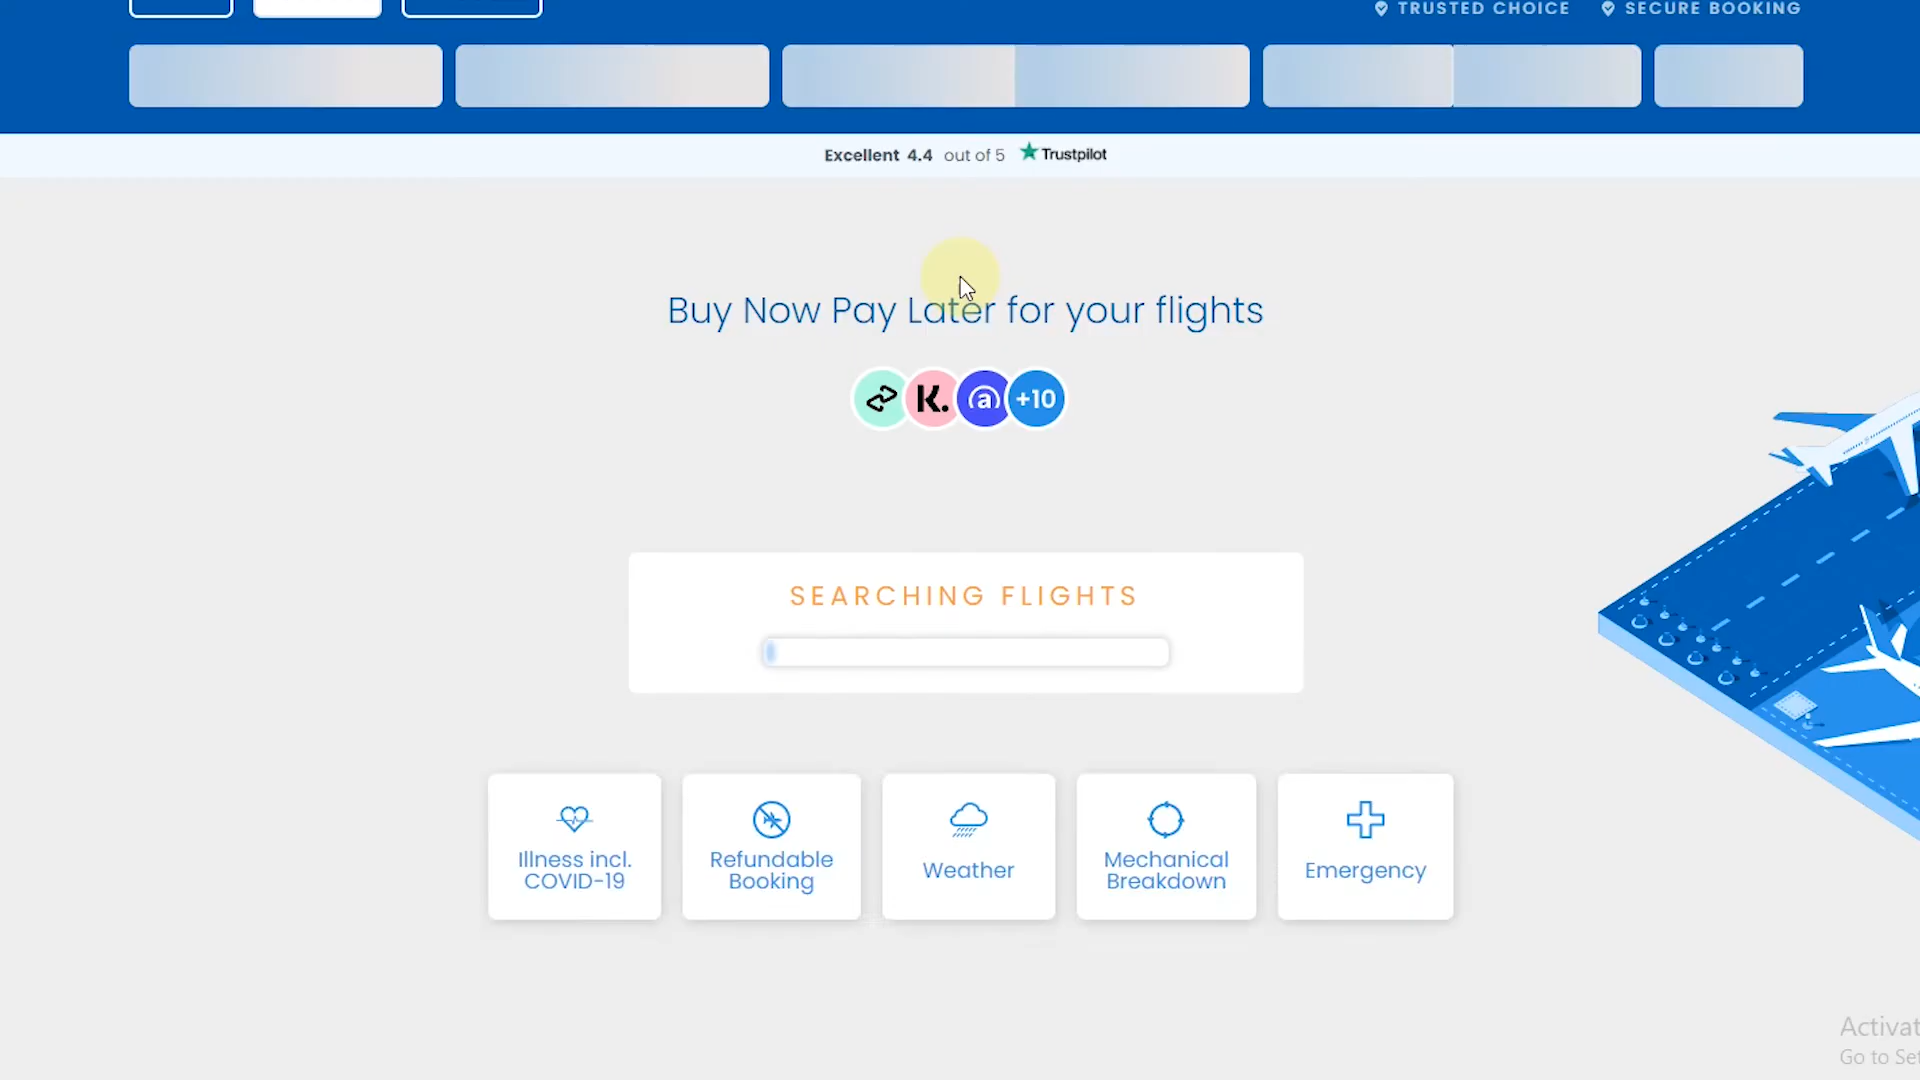 TRUSTED CHOICE SECURE BOOKING
Excellent 4.4 out of 5 Trustpilot
Buy Now Pay Later for your flights
K. a +10
SEARCHING FLIGHTS
Illness incl.
COVID-19
Refundable
Booking
Weather
Mechanical
Breakdown
Emergency
Activat
Go to Set